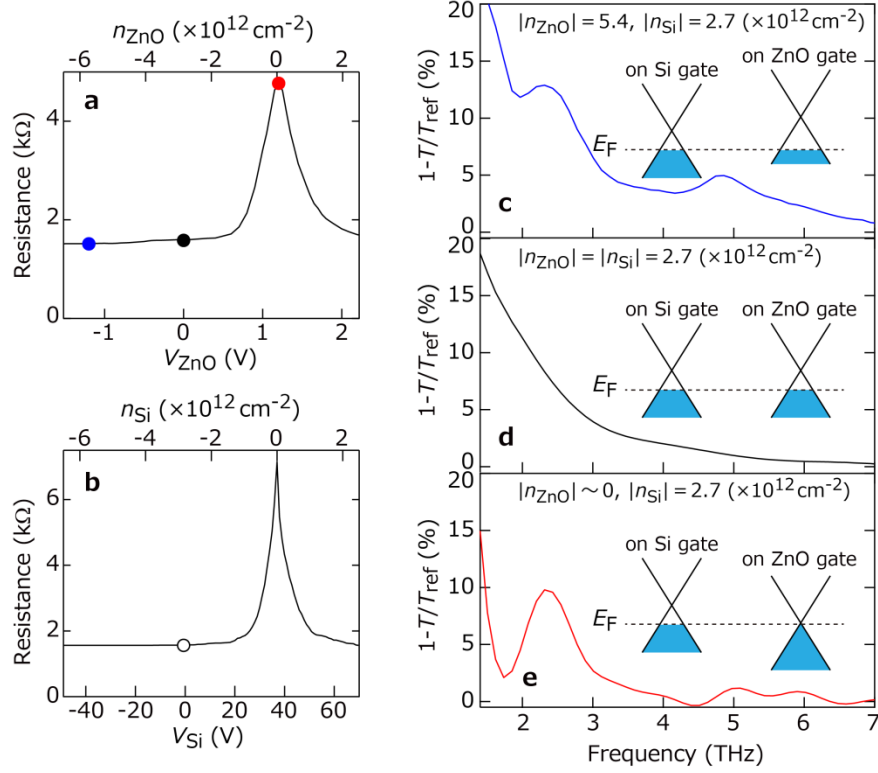 n_ZnO (×10^12 cm^-2)
-6 -4 -2 0 2
a
Resistance (kΩ)
4
2
0
-1 0 1 2
V_ZnO (V)
n_Si (×10^12 cm^-2)
-6 -4 -2 0 2
b
Resistance (kΩ)
6
4
2
0
-40 -20 0 20 40 60
V_Si (V)
|n_ZnO| = 5.4, |n_Si| = 2.7 (×10^12 cm^-2)
on Si gate on ZnO gate
E_F
c
1-T/T_ref (%)
20
15
10
5
0
|n_ZnO| = |n_Si| = 2.7 (×10^12 cm^-2)
on Si gate on ZnO gate
E_F
d
1-T/T_ref (%)
20
15
10
5
0
|n_ZnO| ~ 0, |n_Si| = 2.7 (×10^12 cm^-2)
on Si gate on ZnO gate
E_F
e
1-T/T_ref (%)
20
15
10
5
0
2 3 4 5 6 7
Frequency (THz)